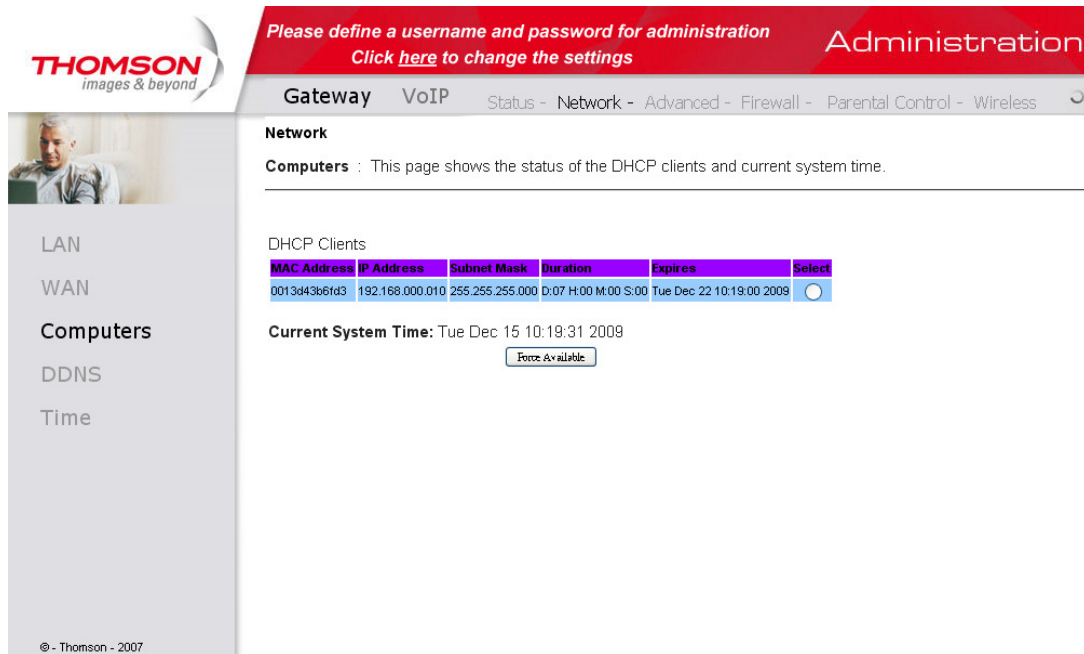 THOMSON
images & beyond
Please define a username and password for administration
Click here to change the settings
Administration
Gateway VoIP Status - Network - Advanced - Firewall - Parental Control - Wireless
Network
Computers : This page shows the status of the DHCP clients and current system time.
LAN
WAN
Computers
DDNS
Time
DHCP Clients
MAC Address IP Address Subnet Mask Duration Expires Select
0013d43b6fd3 192.168.000.010 255.255.255.000 D:07 H:00 M:00 S:00 Tue Dec 22 10:19:00 2009
Current System Time: Tue Dec 15 10:19:31 2009
Force Available
© - Thomson - 2007